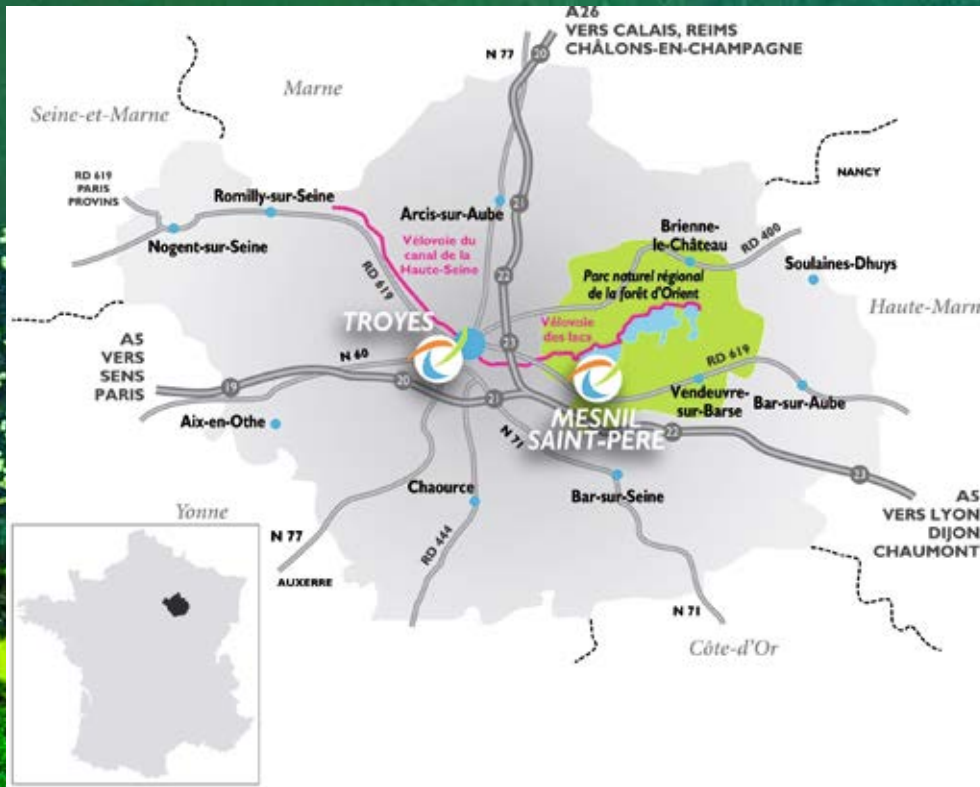 A26
VERS CALAIS, REIMS
CHÂLONS-EN-CHAMPAGNE
N 77
20
Marne
Seine-et-Marne
NANCY
RD 619
PARIS
PROVINS
Romilly-sur-Seine
Arcis-sur-Aube
21
Nogent-sur-Seine
Brienne-
le-Château
RD 400
Vélovoie du
canal de la
Haute-Seine
Soulaines-Dhuys
22
Parc naturel régional
de la forêt d'Orient
RD 619
Haute-Marn
TROYES
Vélovoie
des lacs
23
A5
VERS
SENS
PARIS
N 60
RD 619
19
20
21
Vendeuvre-
sur-Barse
Bar-sur-Aube
MESNIL
SAINT-PÈRE
Aix-en-Othe
N 71
22
23
Chaource
Bar-sur-Seine
A5
VERS LYON
DIJON
CHAUMONT
Yonne
N 77
RD 444
AUXERRE
N 71
Côte-d'Or